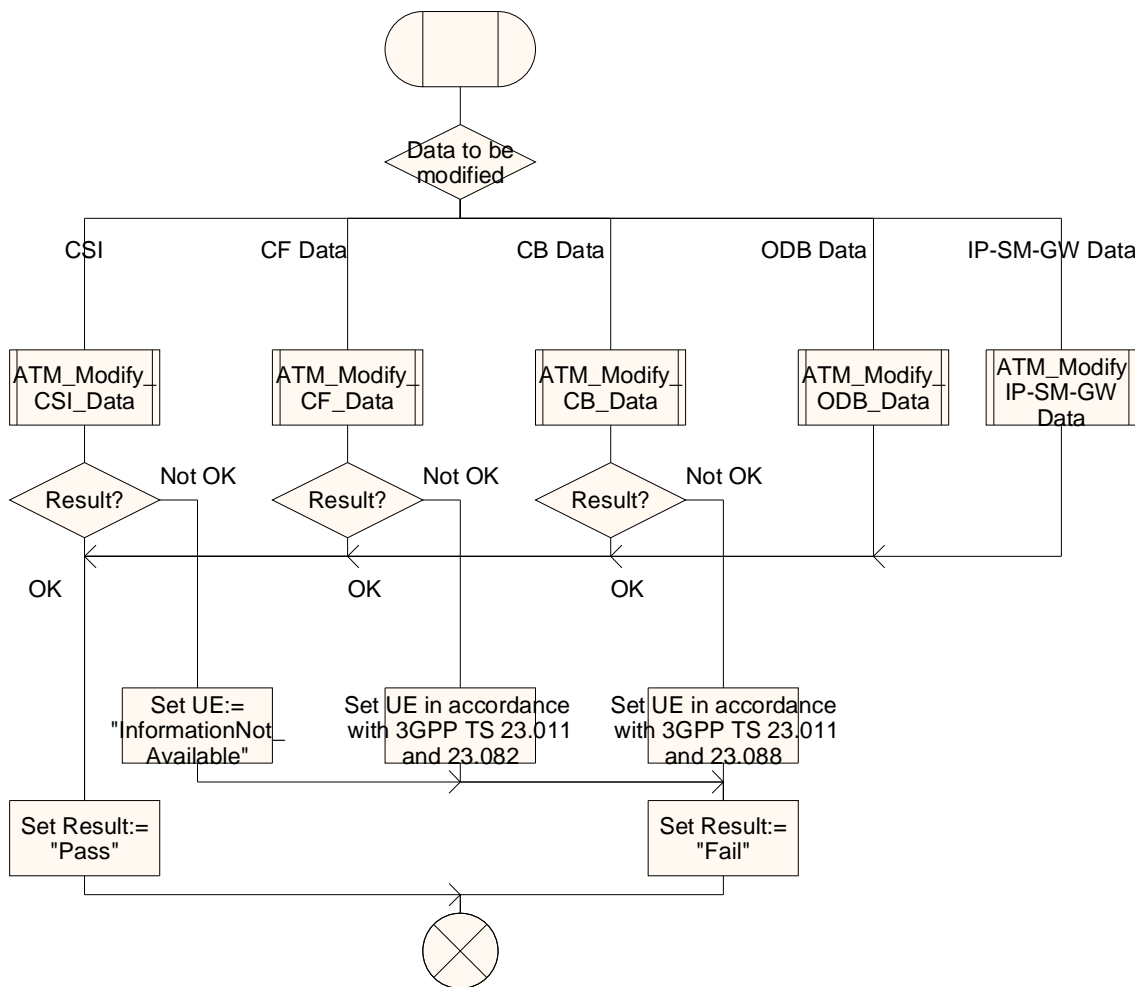 Data to be
modified
CSI
CF Data
CB Data
ODB Data
IP-SM-GW Data
ATM_Modify_
CSI_Data
ATM_Modify_
CF_Data
ATM_Modify_
CB_Data
ATM_Modify_
ODB_Data
ATM_Modify
IP-SM-GW
Data
Result?
Not OK
Result?
Not OK
Result?
Not OK
OK
OK
OK
Set UE:=
"InformationNot_
Available"
Set UE in accordance
with 3GPP TS 23.011
and 23.082
Set UE in accordance
with 3GPP TS 23.011
and 23.088
Set Result:=
"Pass"
Set Result:=
"Fail"